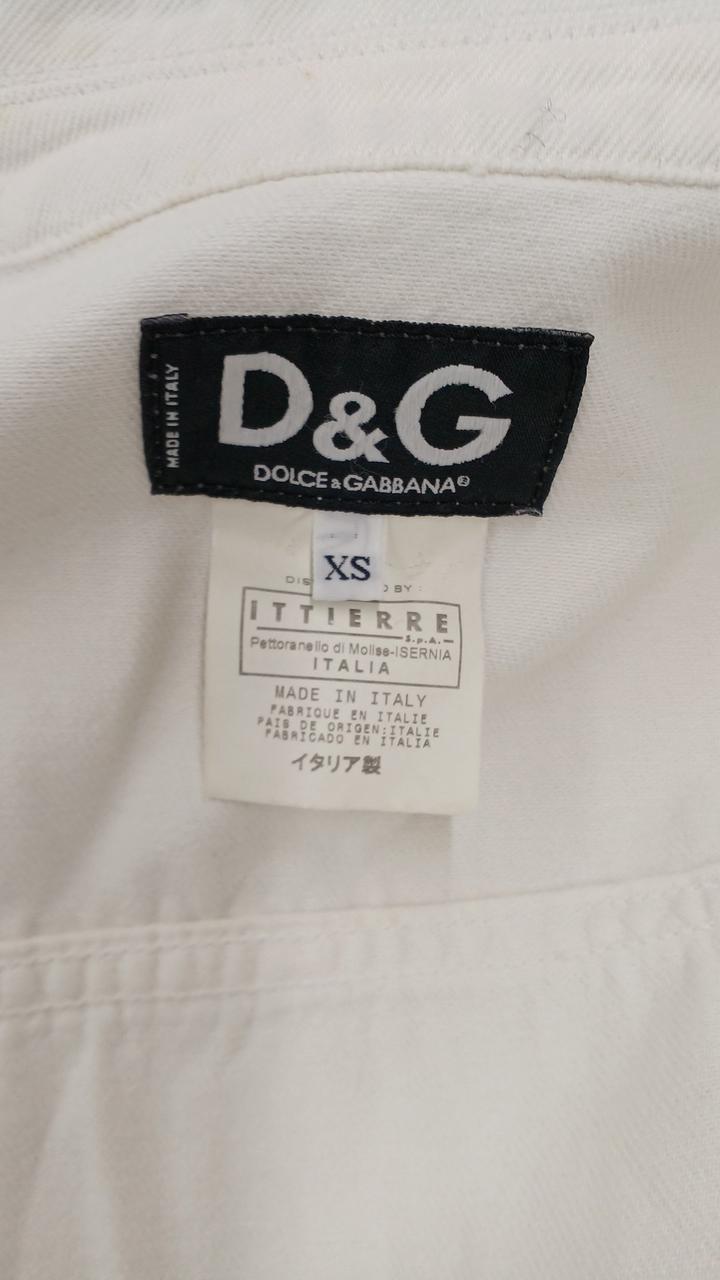 MADE IN ITALY
D&G
DOLCE&GABBANA®
XS
BY :
ITTIERRE
S.p.A.
Pettoranello di Molise-ISERNIA
ITALIA
MADE IN ITALY
FABRIQUE EN ITALIE
PAIS DE ORIGEN:ITALIE
FABRICADO EN ITALIA
イタリア製